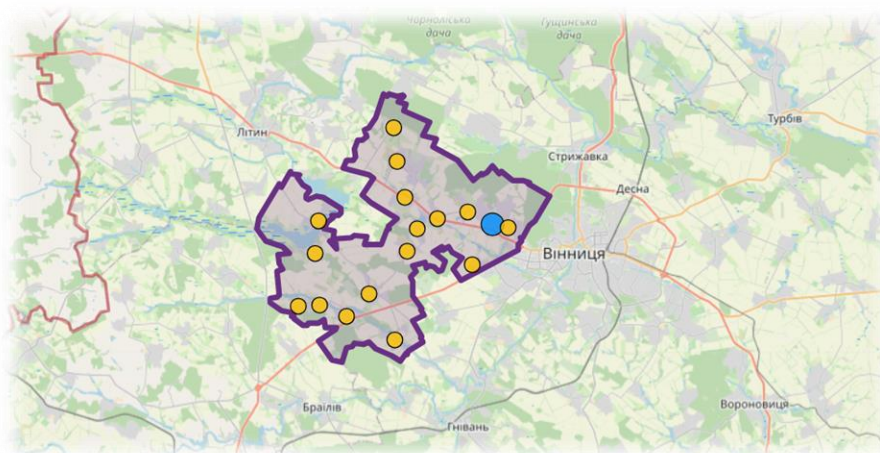 Чорноліська
дача
Гущинська
дача
Турбів
Літин
Стрижавка
Десна
Вінниця
Браїлів
Вороновиця
Гнівань